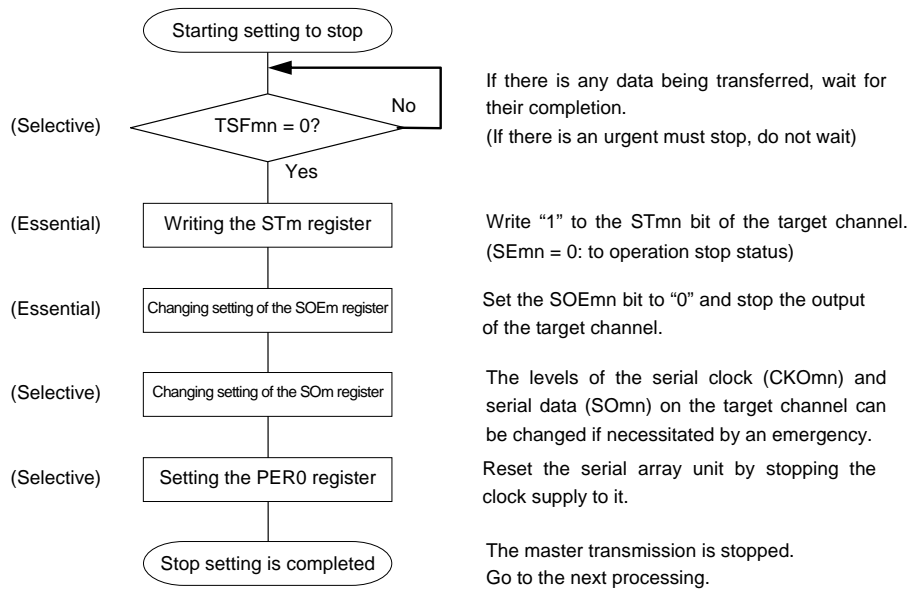 Starting setting to stop
No
If there is any data being transferred, wait for
their completion.
(If there is an urgent must stop, do not wait)
(Selective)
TSFmn = 0?
Yes
(Essential)
Writing the STm register
Write “1” to the STmn bit of the target channel.
(SEmn = 0: to operation stop status)
(Essential)
Changing setting of the SOEm register
Set the SOEmn bit to “0” and stop the output
of the target channel.
(Selective)
Changing setting of the SOm register
The levels of the serial clock (CKOmn) and
serial data (SOmn) on the target channel can
be changed if necessitated by an emergency.
(Selective)
Setting the PER0 register
Reset the serial array unit by stopping the
clock supply to it.
Stop setting is completed
The master transmission is stopped.
Go to the next processing.